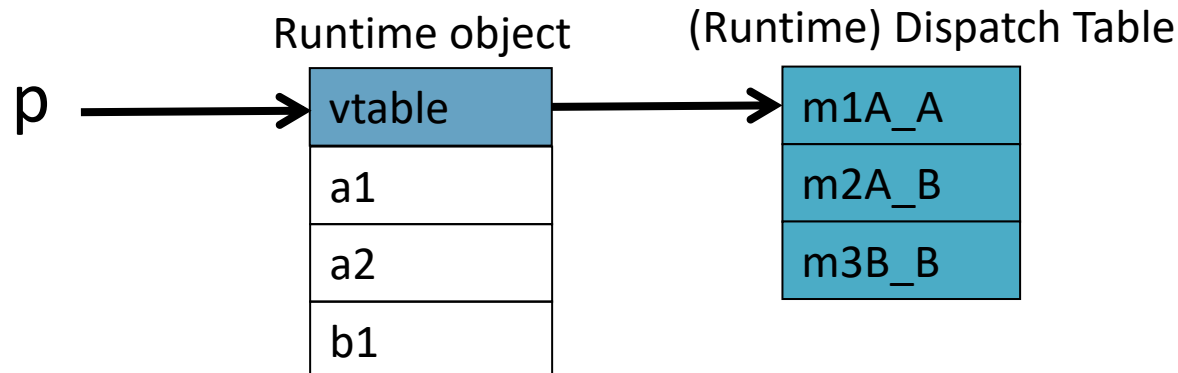 Runtime object
(Runtime) Dispatch Table
p
vtable
m1A_A
a1
m2A_B
a2
m3B_B
b1